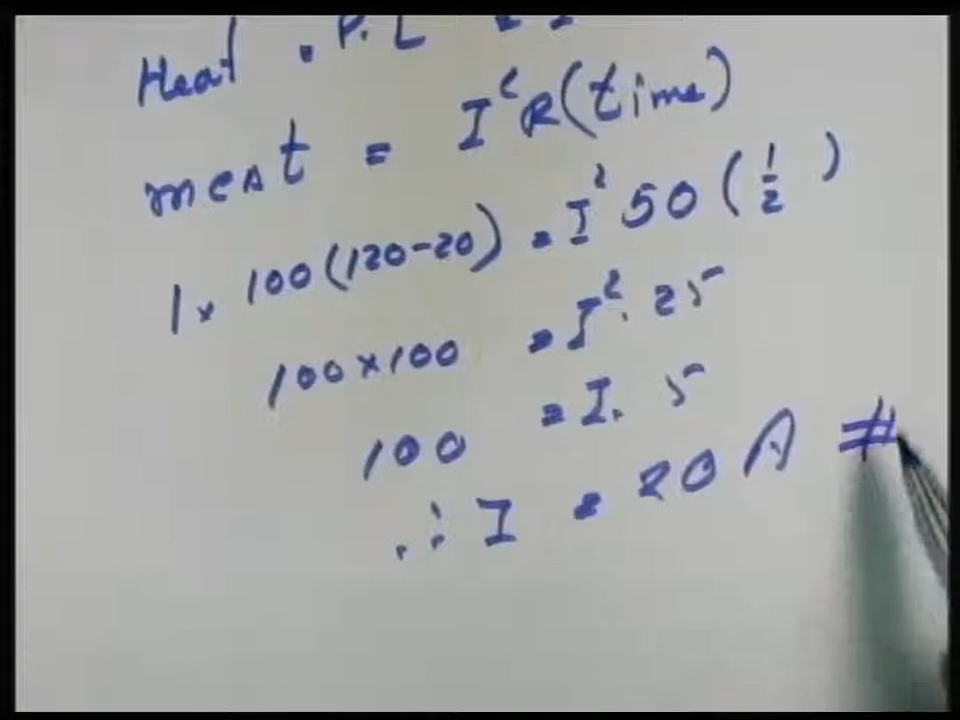 Heat . P.L =
mcΔt = I²R(time)
1 × 100(120-20) = I² 50 (1/2)
100×100 = I². 25
100 = I. 5
∴ I = 20 A #